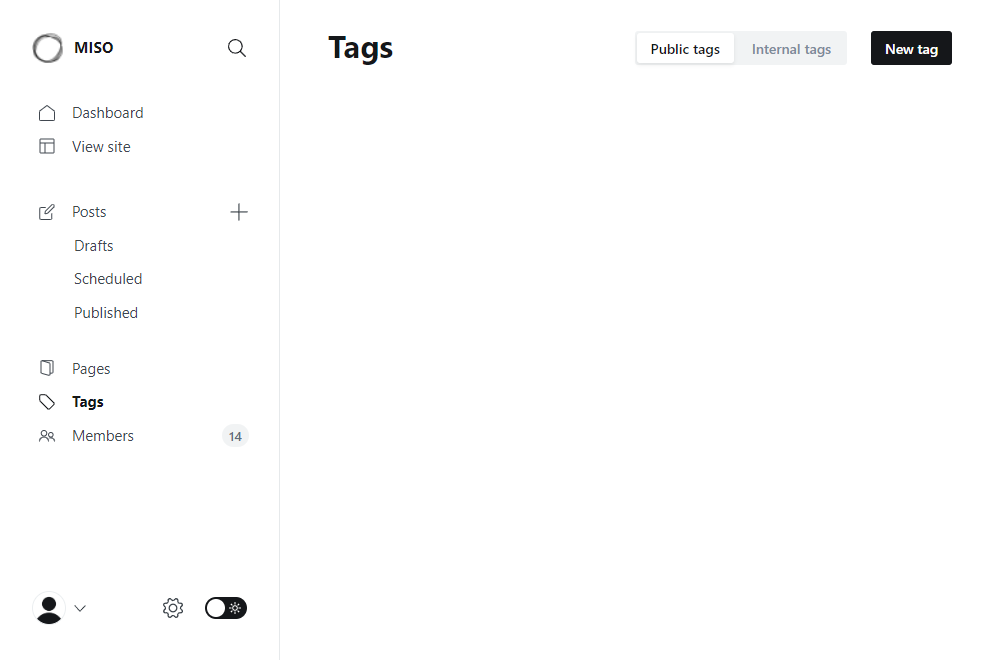 MISO
Dashboard
View site
Posts
Drafts
Scheduled
Published
Pages
Tags
Members 14
Tags
Public tags Internal tags New tag